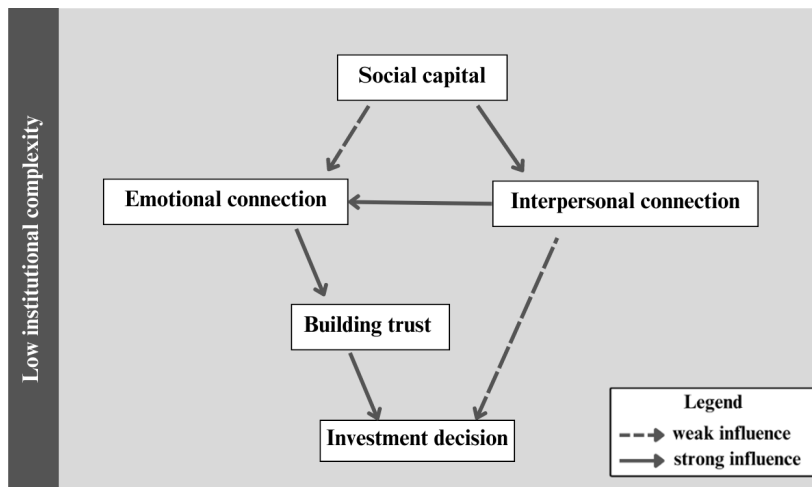 Low institutional complexity
Social capital
Emotional connection
Interpersonal connection
Building trust
Investment decision
Legend
weak influence
strong influence